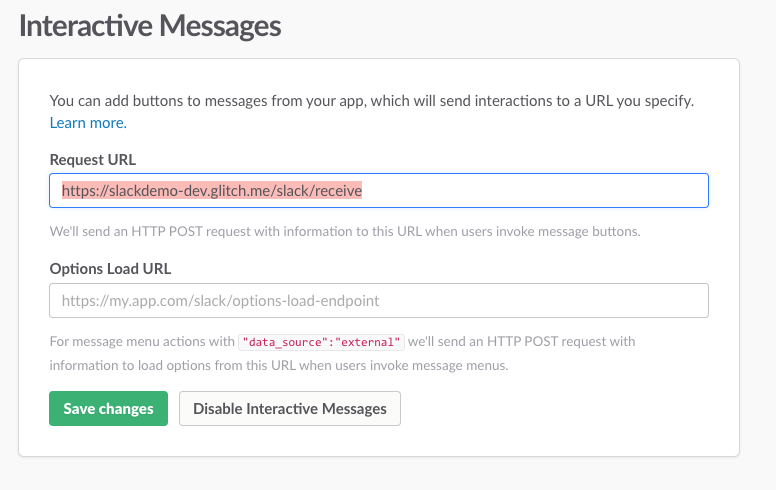 Interactive Messages
You can add buttons to messages from your app, which will send interactions to a URL you specify.
Learn more.
Request URL
https://slackdemo-dev.glitch.me/slack/receive
We'll send an HTTP POST request with information to this URL when users invoke message buttons.
Options Load URL
https://my.app.com/slack/options-load-endpoint
For message menu actions with "data_source":"external" we'll send an HTTP POST request with
information to load options from this URL when users invoke message menus.
Save changes Disable Interactive Messages